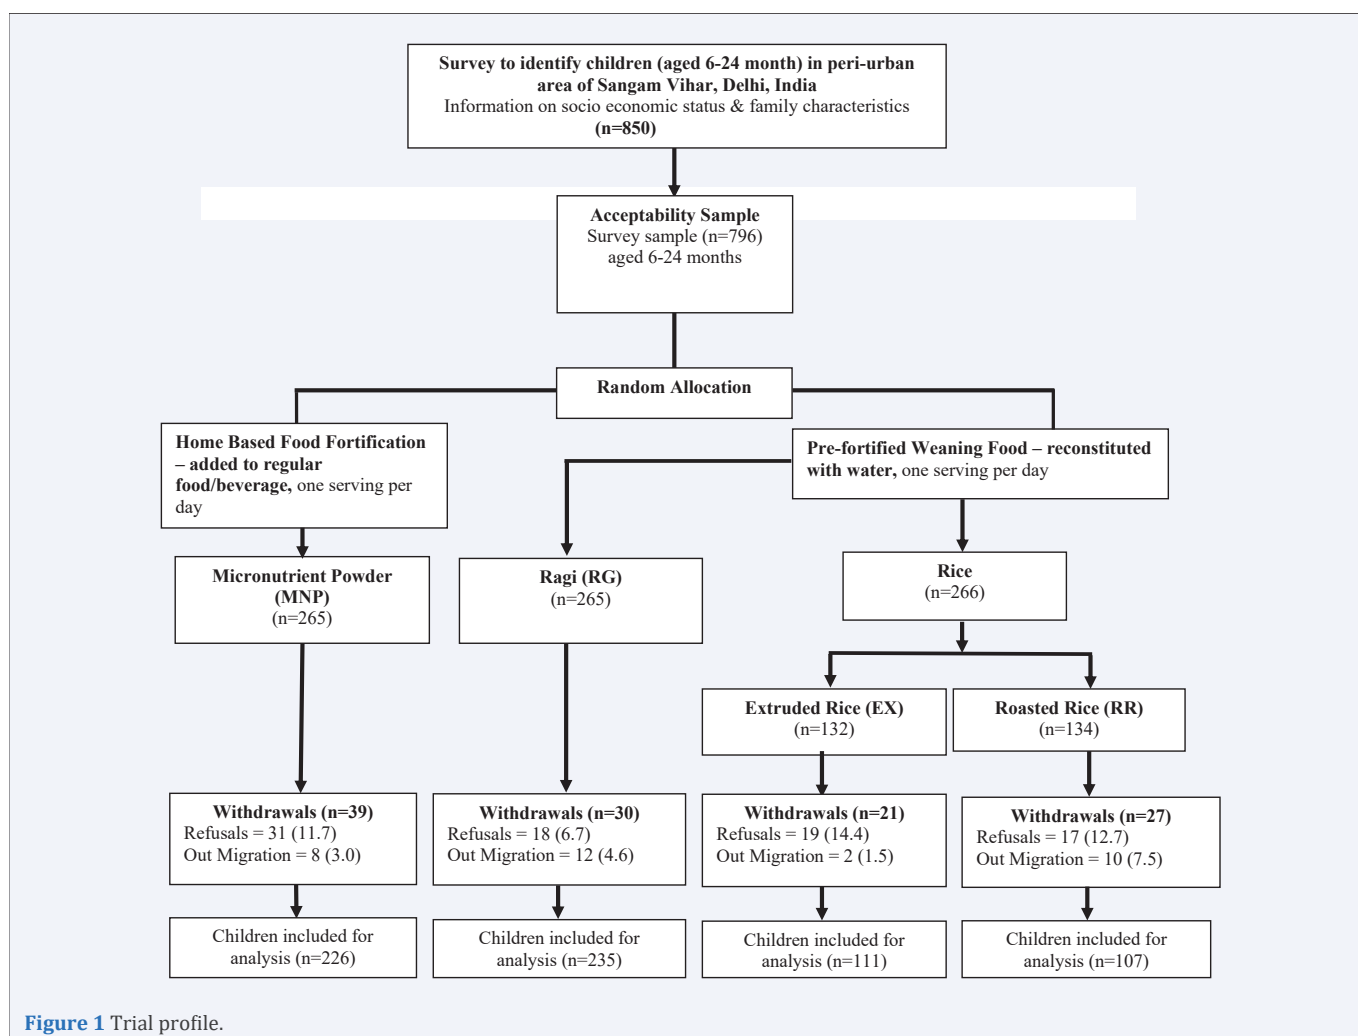 Survey to identify children (aged 6-24 month) in peri-urban
area of Sangam Vihar, Delhi, India
Information on socio economic status & family characteristics
(n=850)
Acceptability Sample
Survey sample (n=796)
aged 6-24 months
Random Allocation
Home Based Food Fortification
– added to regular
food/beverage, one serving per
day
Pre-fortified Weaning Food – reconstituted
with water, one serving per day
Micronutrient Powder
(MNP)
(n=265)
Ragi (RG)
(n=265)
Rice
(n=266)
Extruded Rice (EX)
(n=132)
Roasted Rice (RR)
(n=134)
Withdrawals (n=39)
Refusals = 31 (11.7)
Out Migration = 8 (3.0)
Withdrawals (n=30)
Refusals = 18 (6.7)
Out Migration = 12 (4.6)
Withdrawals (n=21)
Refusals = 19 (14.4)
Out Migration = 2 (1.5)
Withdrawals (n=27)
Refusals = 17 (12.7)
Out Migration = 10 (7.5)
Children included for
analysis (n=226)
Children included for
analysis (n=235)
Children included for
analysis (n=111)
Children included for
analysis (n=107)
Figure 1 Trial profile.